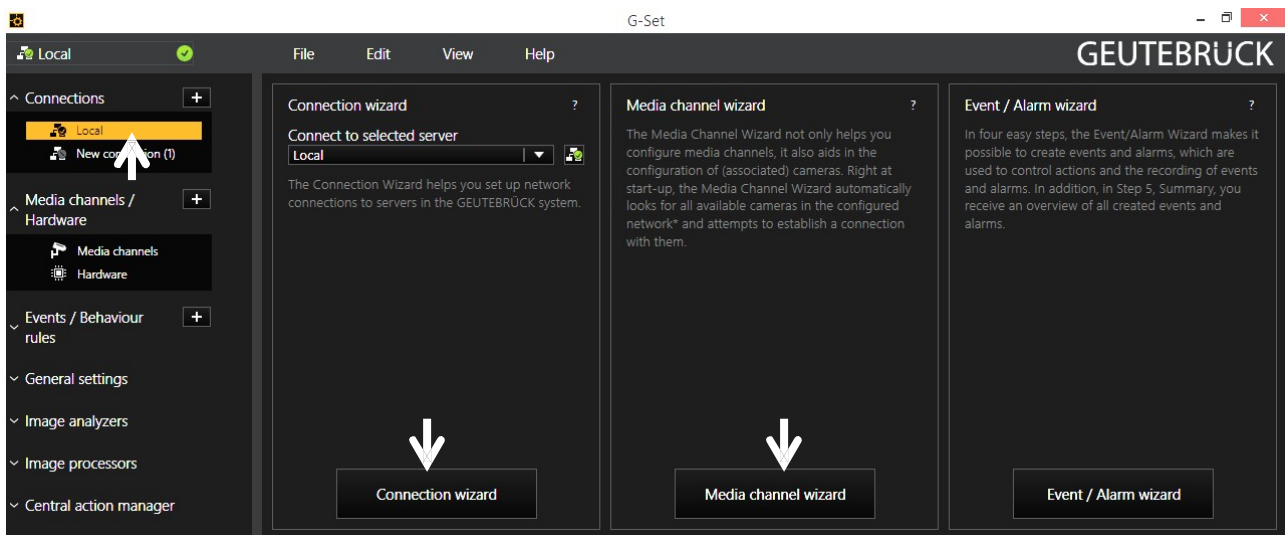 G-Set
Local
File Edit View Help
GEUTEBRÜCK
Connections +
Local
New connection (1)
Media channels /
Hardware +
Media channels
Hardware
Events / Behaviour
rules +
General settings
Image analyzers
Image processors
Central action manager
Connection wizard ?
Connect to selected server
Local
The Connection Wizard helps you set up network
connections to servers in the GEUTEBRÜCK system.
Connection wizard
Media channel wizard ?
The Media Channel Wizard not only helps you
configure media channels, it also aids in the
configuration of (associated) cameras. Right at
start-up, the Media Channel Wizard automatically
looks for all available cameras in the configured
network* and attempts to establish a connection
with them.
Media channel wizard
Event / Alarm wizard ?
In four easy steps, the Event/Alarm Wizard makes it
possible to create events and alarms, which are
used to control actions and the recording of events
and alarms. In addition, in Step 5, Summary, you
receive an overview of all created events and
alarms.
Event / Alarm wizard